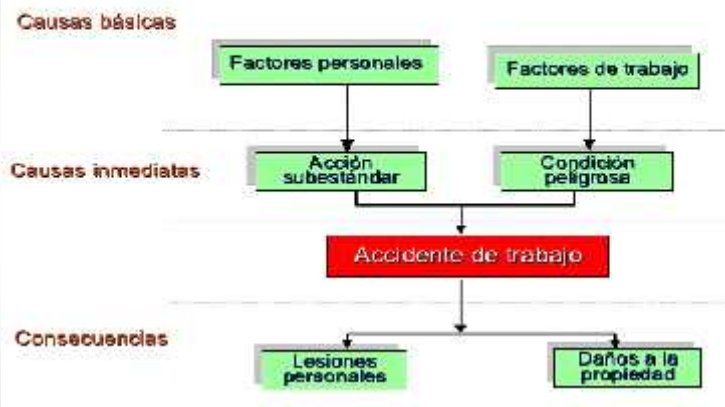 Causas básicas
Factores personales
Factores de trabajo
Causas inmediatas
Acción
subestándar
Condición
peligrosa
Accidente de trabajo
Consecuencias
Lesiones
personales
Daños a la
propiedad